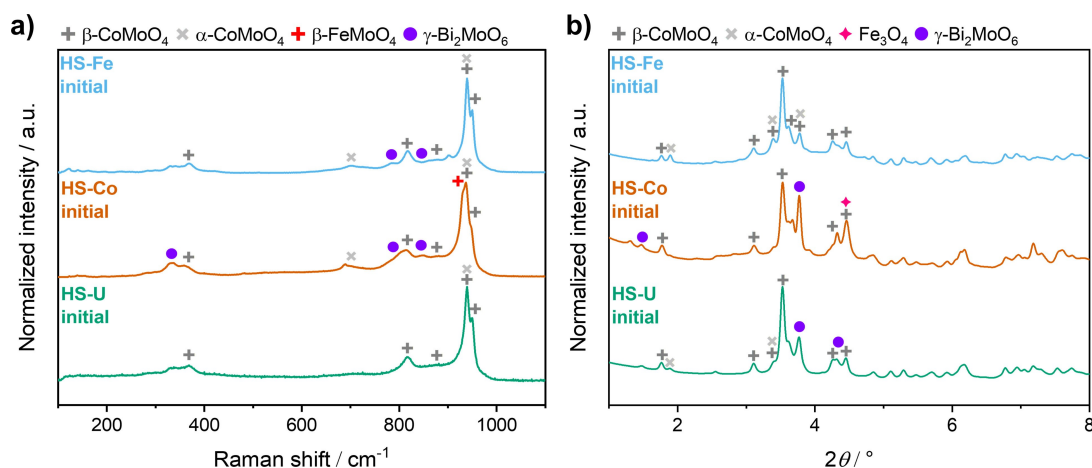 a)
β-CoMoO₄ α-CoMoO₄ β-FeMoO₄ γ-Bi₂MoO₆
HS-Fe
initial
HS-Co
initial
HS-U
initial
Normalized intensity / a.u.
200 400 600 800 1000
Raman shift / cm⁻¹
b)
β-CoMoO₄ α-CoMoO₄ Fe₃O₄ γ-Bi₂MoO₆
HS-Fe
initial
HS-Co
initial
HS-U
initial
Normalized intensity / a.u.
2 4 6 8
2θ / °